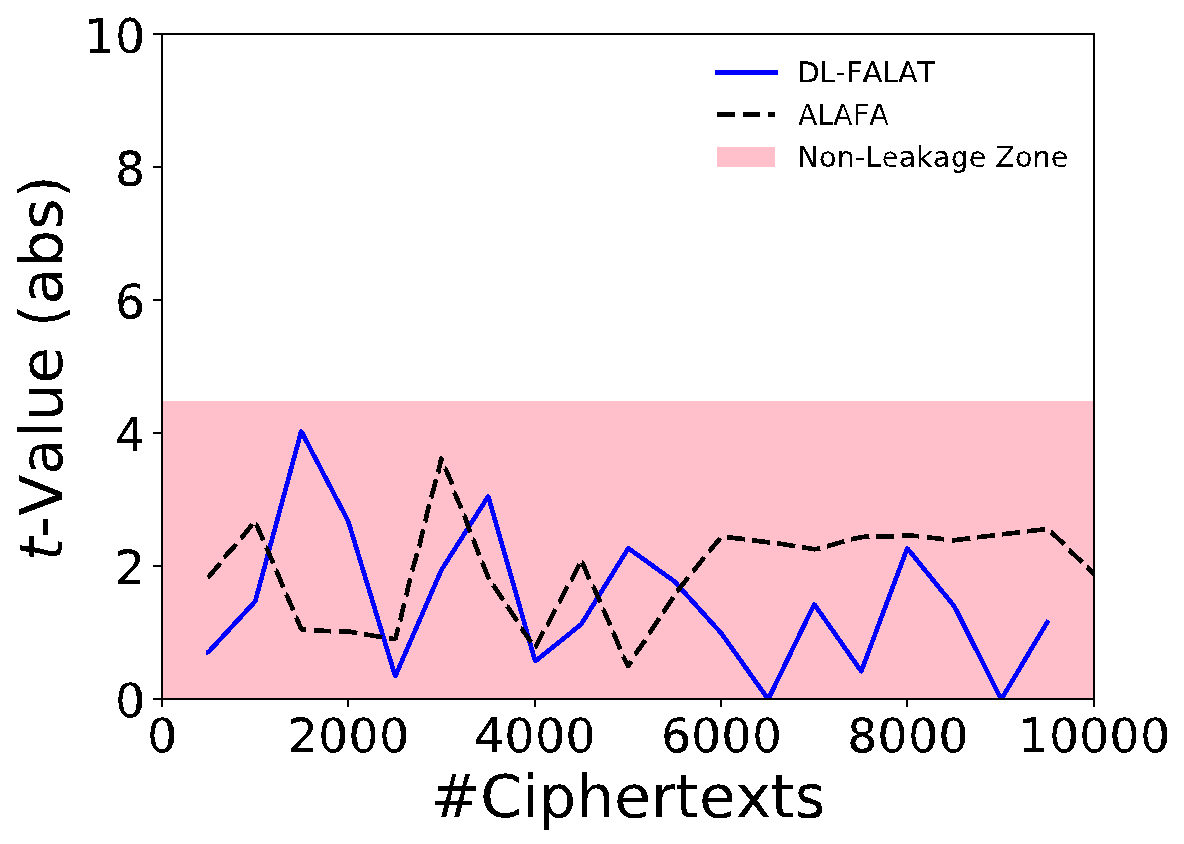 10
8
6
4
2
0
t-Value (abs)
DL-FALAT
ALAFA
Non-Leakage Zone
0 2000 4000 6000 8000 10000
#Ciphertexts